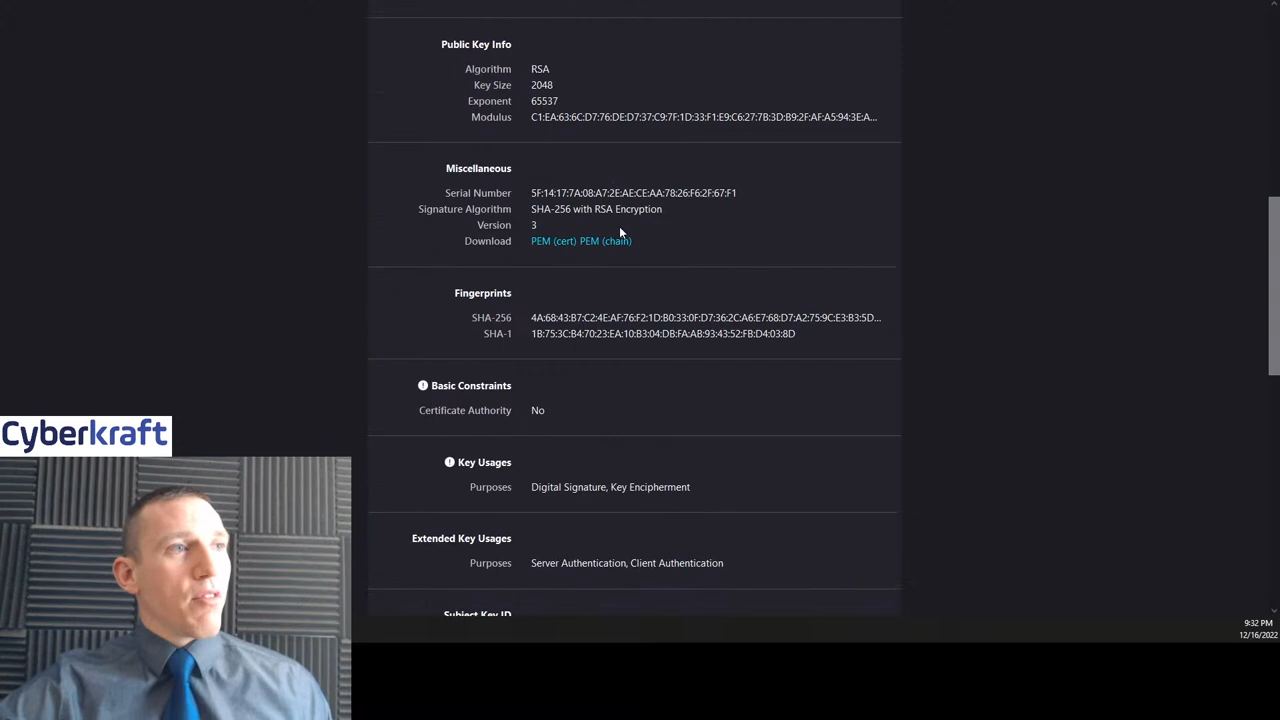 Public Key Info
Algorithm RSA
Key Size 2048
Exponent 65537
Modulus C1:EA:63:6C:D7:76:DE:D7:37:C9:7F:1D:33:F1:E9:C6:27:7B:3D:B9:2F:AF:A5:94:3E:A...
Miscellaneous
Serial Number 5F:14:17:7A:08:A7:2E:AE:CE:AA:78:26:F6:2F:67:F1
Signature Algorithm SHA-256 with RSA Encryption
Version 3
Download PEM (cert) PEM (chain)
Fingerprints
SHA-256 4A:68:43:B7:C2:4E:AF:76:F2:1D:B0:33:0F:D7:36:2C:A6:E7:68:D7:A2:75:9C:E3:B3:5D...
SHA-1 1B:75:3C:B4:70:23:EA:10:B3:04:DB:FA:AB:93:43:52:FB:D4:03:8D
Basic Constraints
Certificate Authority No
Cyberkraft
Key Usages
Purposes Digital Signature, Key Encipherment
Extended Key Usages
Purposes Server Authentication, Client Authentication
Subject Key ID
9:32 PM
12/16/2022